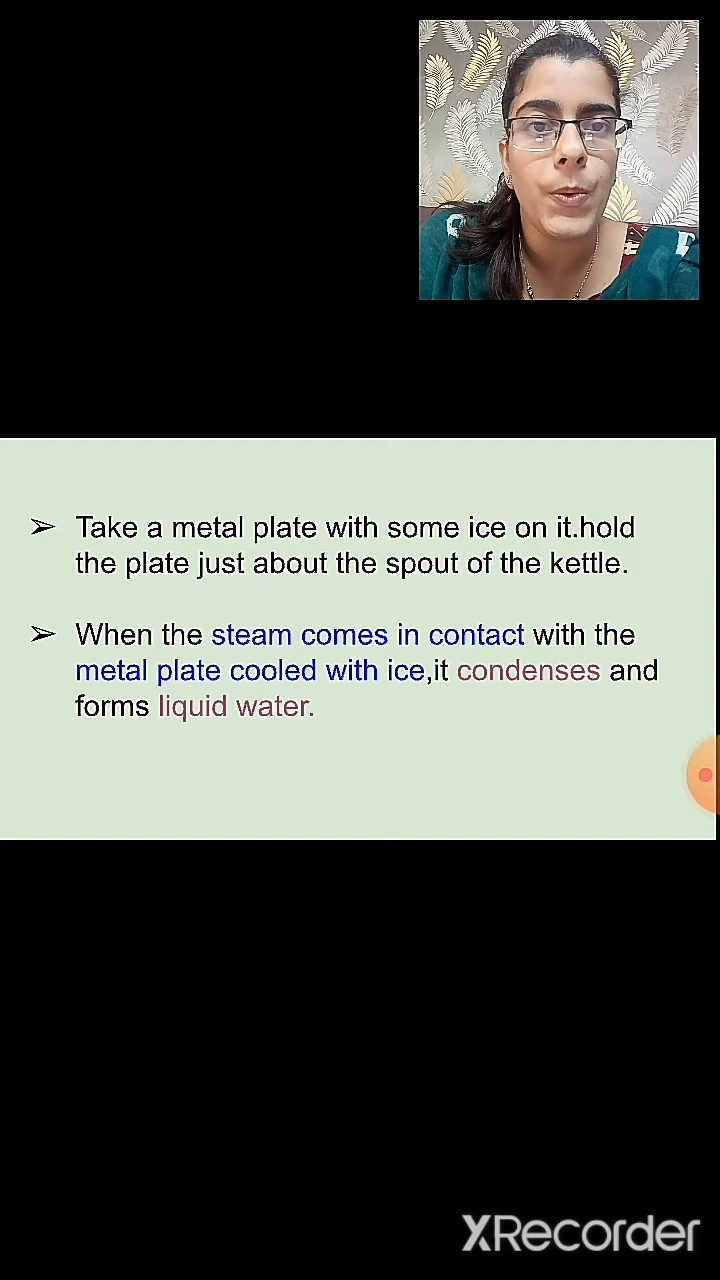 ➢ Take a metal plate with some ice on it.hold
the plate just about the spout of the kettle.
➢ When the steam comes in contact with the
metal plate cooled with ice,it condenses and
forms liquid water.
XRecorder